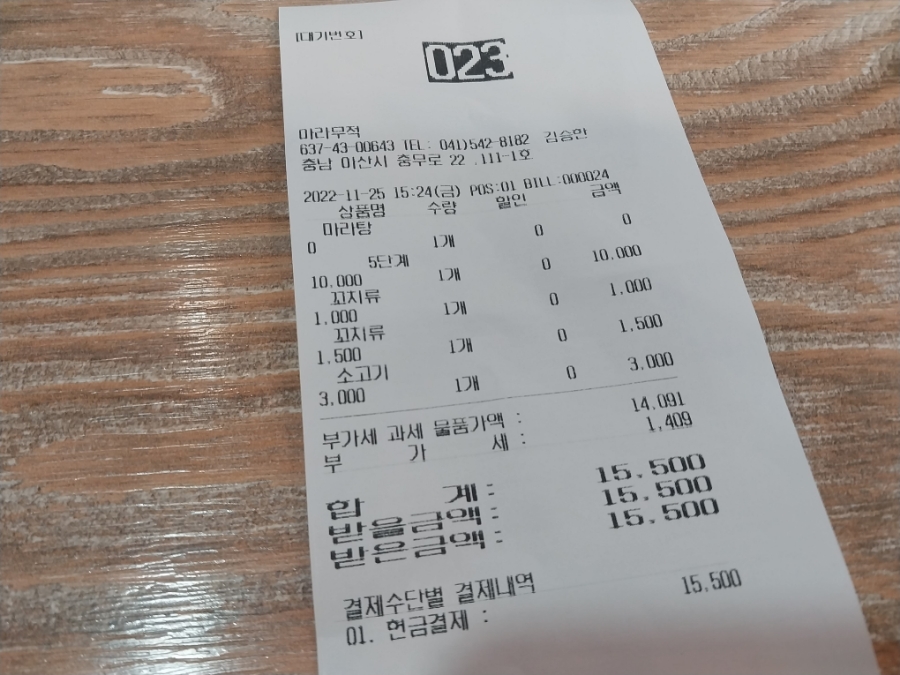 [대기번호]
023
마라무적
637-43-00643 TEL: 041)542-8182 김승한
충남 아산시 충무로 22 .111-1호
2022-11-25 15:24(금) POS:01 BILL:000024
상품명 수량 할인 금액
마라탕
0 1개 0 0
5단계
10,000 1개 0 10,000
꼬치류
1,000 1개 0 1,000
꼬치류
1,500 1개 0 1,500
소고기
3,000 1개 0 3,000
부가세 과세 물품가액 : 14,091
부 가 세 : 1,409
합 계: 15,500
받을금액: 15,500
받은금액: 15,500
결제수단별 결제내역
01. 현금결제 : 15,500